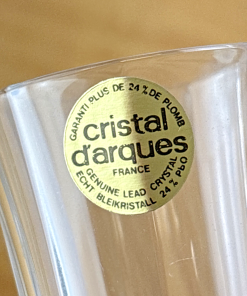 GARANTI PLUS DE 24% DE PLOMB
cristal
d'arques
FRANCE
GENUINE LEAD CRYSTAL
ECHT BLEIKRISTALL 24% PbO